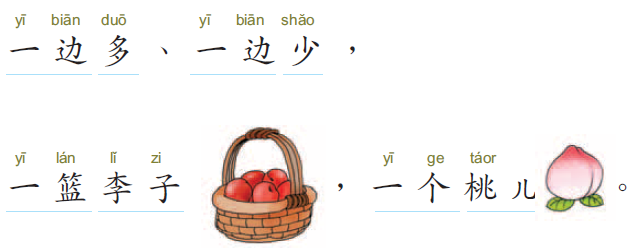 yī biān duō yī biān shǎo
一边多、一边少，
yī lán lǐ zi yī ge táor
一篮李子，一个桃儿。